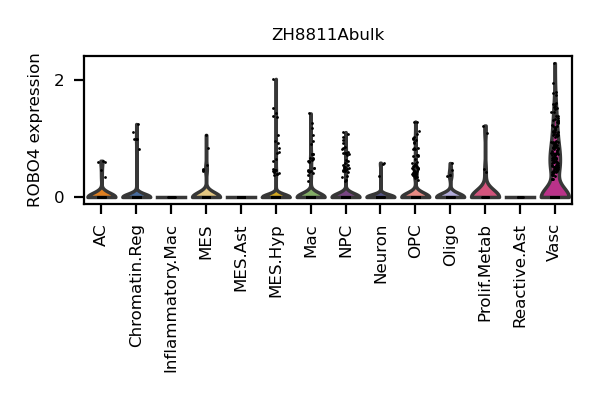 ZH8811Abulk
ROBO4 expression
2
0
AC
Chromatin.Reg
Inflammatory.Mac
MES
MES.Ast
MES.Hyp
Mac
NPC
Neuron
OPC
Oligo
Prolif.Metab
Reactive.Ast
Vasc